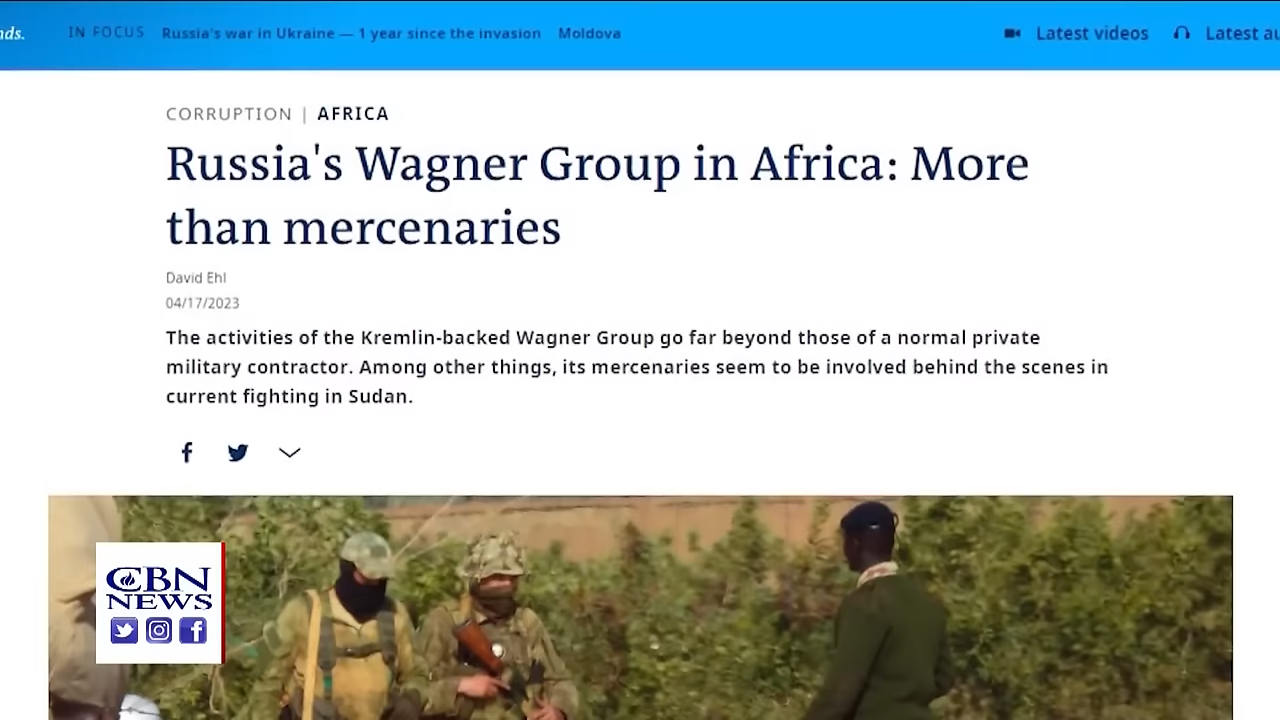 nds.
IN FOCUS Russia's war in Ukraine — 1 year since the invasion Moldova
Latest videos Latest au
CORRUPTION | AFRICA
Russia's Wagner Group in Africa: More
than mercenaries
David Ehl
04/17/2023
The activities of the Kremlin-backed Wagner Group go far beyond those of a normal private
military contractor. Among other things, its mercenaries seem to be involved behind the scenes in
current fighting in Sudan.
CBN
NEWS